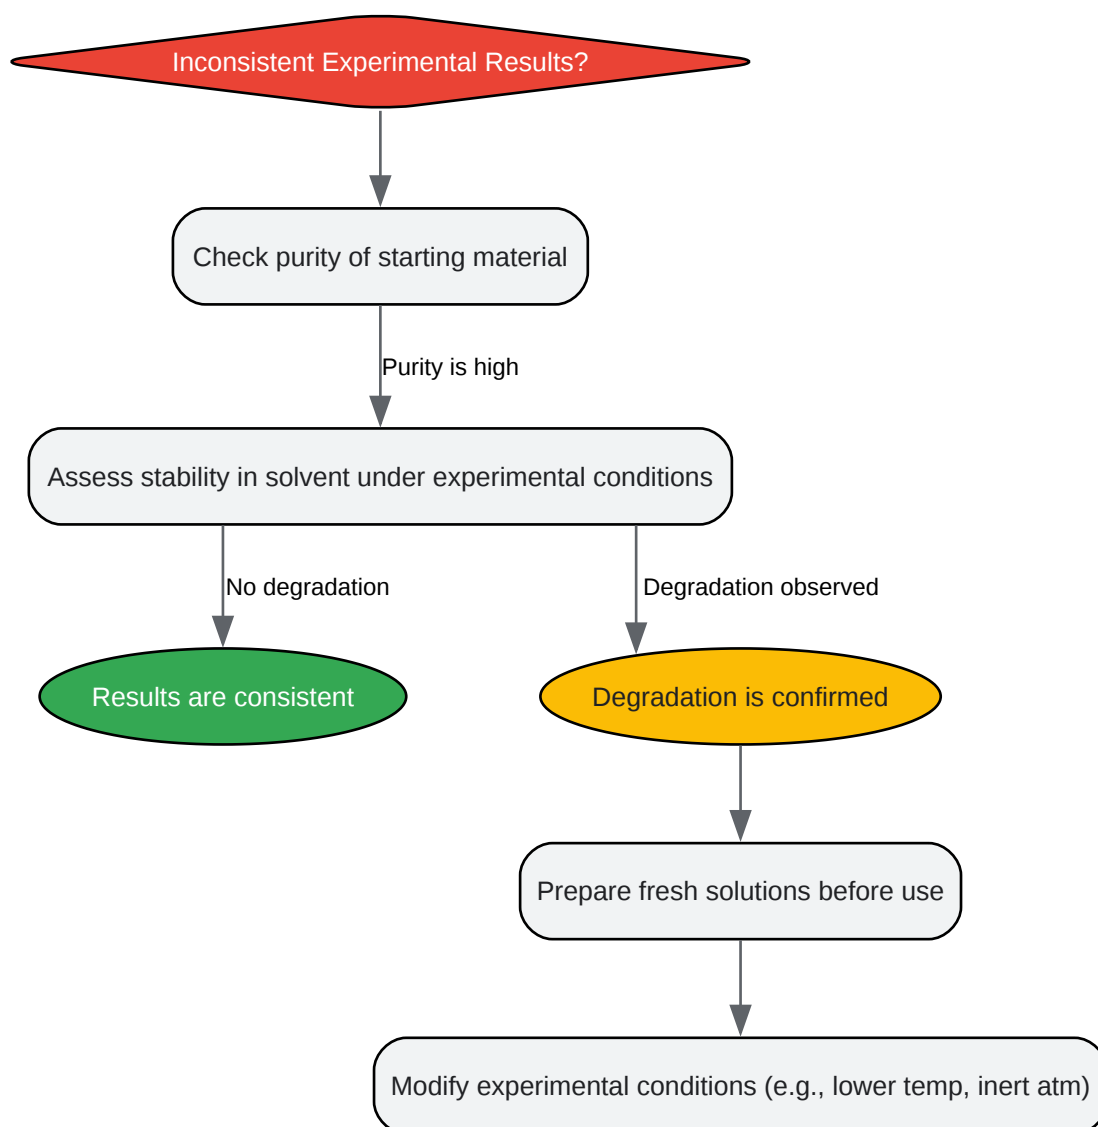 Inconsistent Experimental Results?
Check purity of starting material
Purity is high
Assess stability in solvent under experimental conditions
No degradation
Degradation observed
Results are consistent
Degradation is confirmed
Prepare fresh solutions before use
Modify experimental conditions (e.g., lower temp, inert atm)